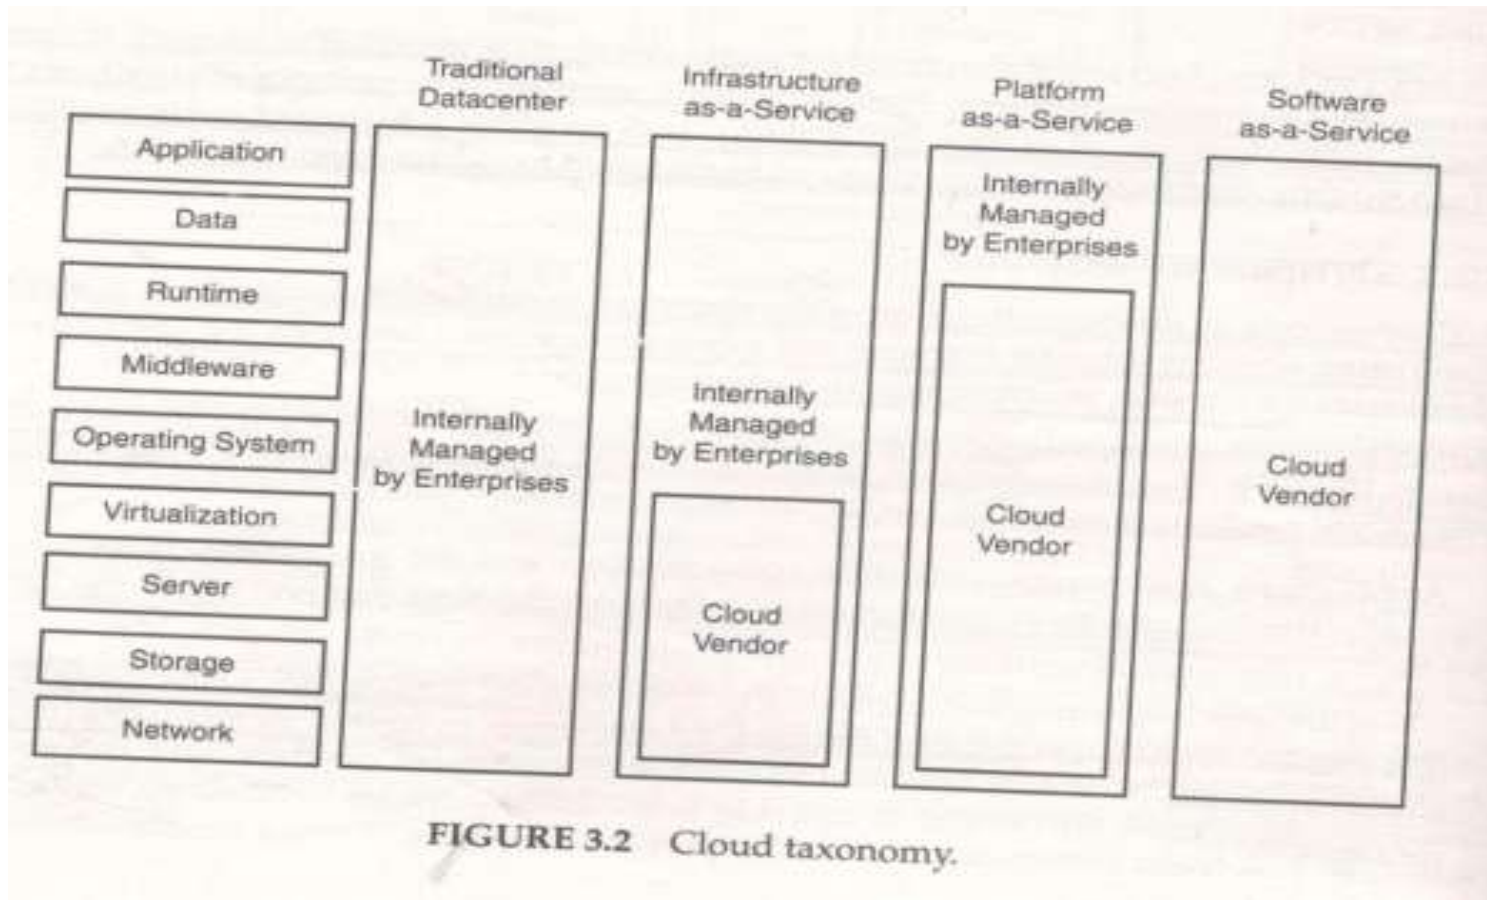 Traditional
Datacenter
Infrastructure
as-a-Service
Platform
as-a-Service
Software
as-a-Service
Application
Data
Runtime
Middleware
Operating System
Virtualization
Server
Storage
Network
Internally
Managed
by Enterprises
Internally
Managed
by Enterprises
Cloud
Vendor
Internally
Managed
by Enterprises
Cloud
Vendor
Cloud
Vendor
FIGURE 3.2 Cloud taxonomy.